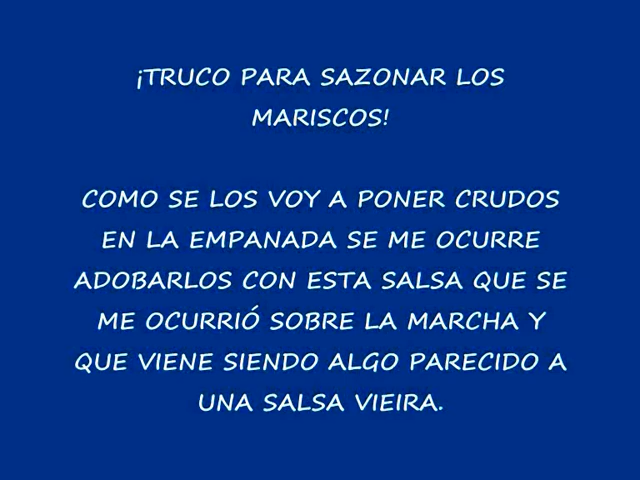 ¡TRUCO PARA SAZONAR LOS
MARISCOS!
COMO SE LOS VOY A PONER CRUDOS
EN LA EMPANADA SE ME OCURRE
ADOBARLOS CON ESTA SALSA QUE SE
ME OCURRIÓ SOBRE LA MARCHA Y
QUE VIENE SIENDO ALGO PARECIDO A
UNA SALSA VIEIRA.